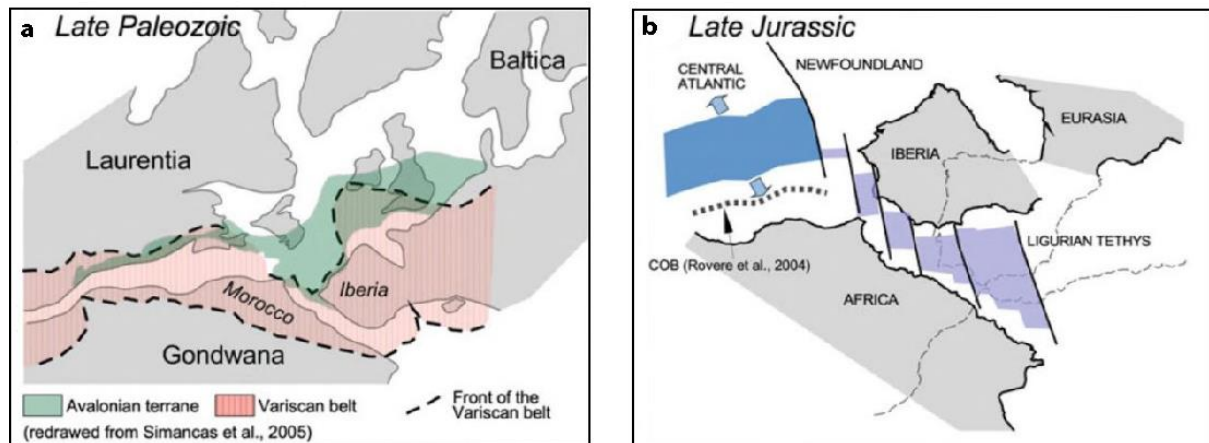 a Late Paleozoic
Baltica
Laurentia
Morocco
Iberia
Gondwana
Avalonian terrane
Variscan belt
Front of the
Variscan belt
(redrawed from Simancas et al., 2005)
b Late Jurassic
CENTRAL
ATLANTIC
NEWFOUNDLAND
EURASIA
IBERIA
LIGURIAN TETHYS
COB (Rovere et al., 2004)
AFRICA